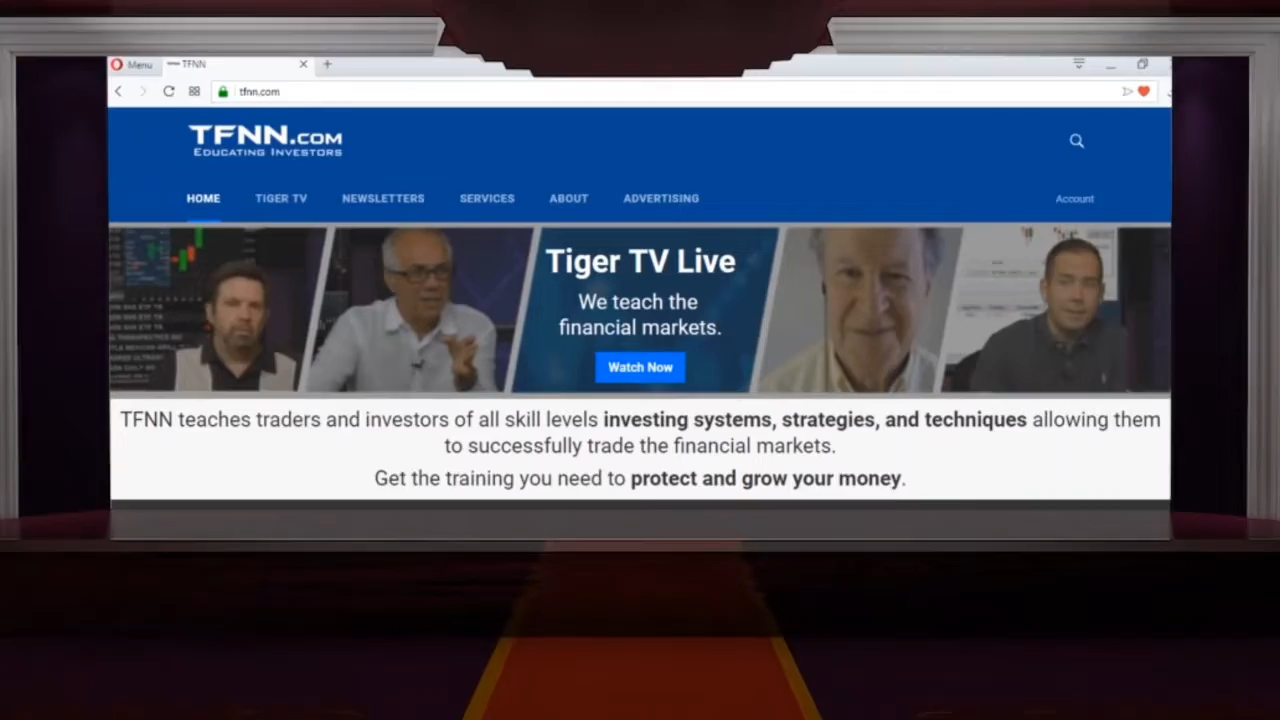 Menu
TFNN
tfnn.com
TFNN.COM
EDUCATING INVESTORS
HOME
TIGER TV
NEWSLETTERS
SERVICES
ABOUT
ADVERTISING
Account
Tiger TV Live
We teach the
financial markets.
Watch Now
TFNN teaches traders and investors of all skill levels investing systems, strategies, and techniques allowing them
to successfully trade the financial markets.
Get the training you need to protect and grow your money.